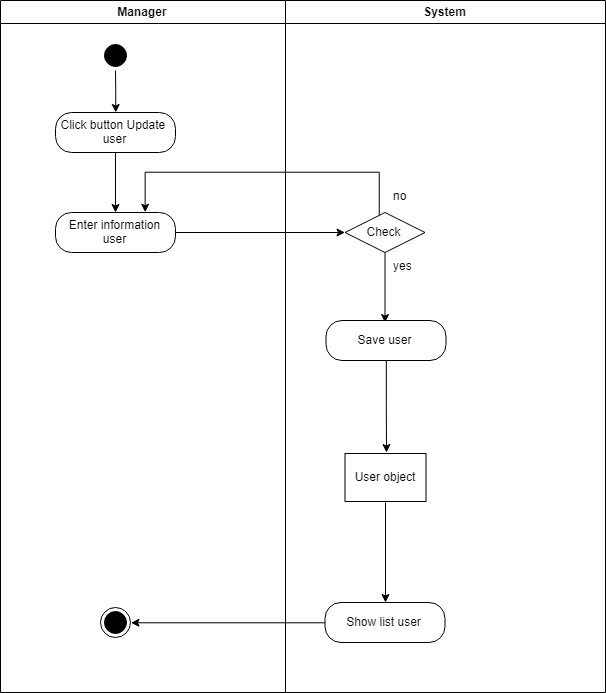 Manager
System
Click button Update
user
no
Enter information
user
Check
yes
Save user
User object
Show list user